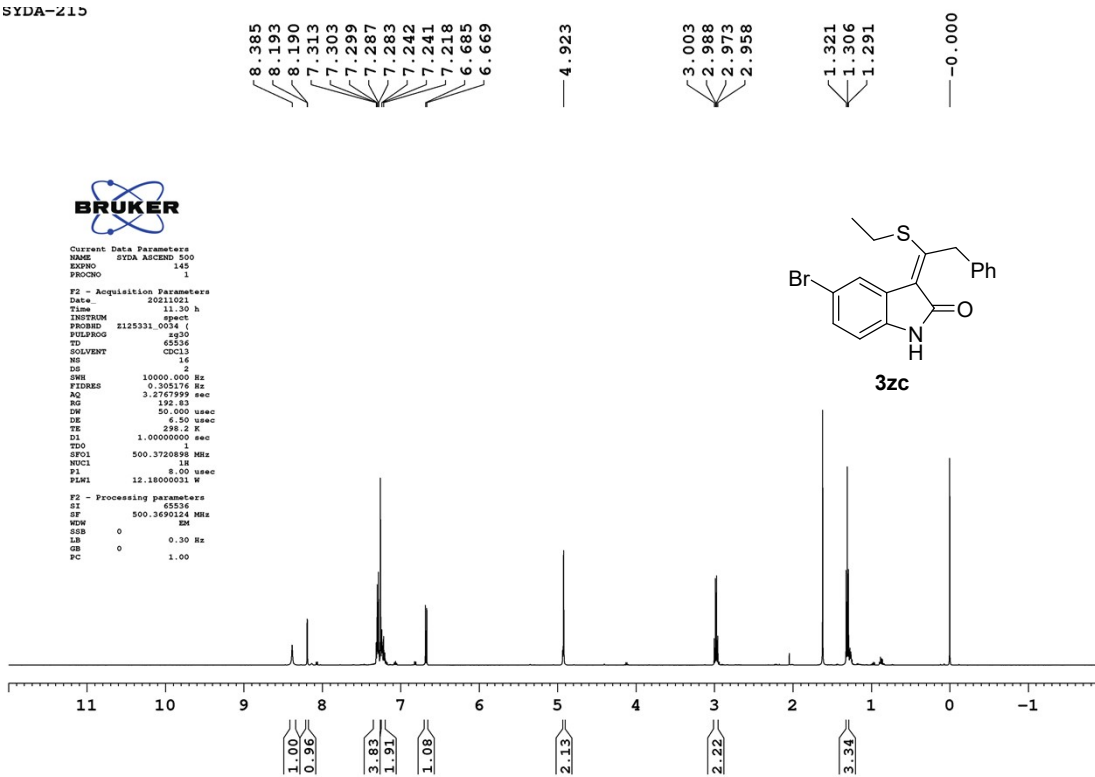 SYDA-215
8.385
8.193
8.190
7.313
7.303
7.299
7.287
7.283
7.242
7.241
7.218
6.685
6.669
4.923
3.003
2.988
2.973
2.958
1.321
1.306
1.291
-0.000
BRUKER
Current Data Parameters
NAME SYDA ASCEND 500
EXPNO 145
PROCNO 1
F2 - Acquisition Parameters
Date_ 20211021
Time 11.30 h
INSTRUM spect
PROBHD Z125331_0034 (
PULPROG zg30
TD 65536
SOLVENT CDCl3
NS 16
DS 2
SWH 10000.000 Hz
FIDRES 0.305176 Hz
AQ 3.2767999 sec
RG 192.83
DW 50.000 usec
DE 6.50 usec
TE 298.2 K
D1 1.00000000 sec
TD0 1
SFO1 500.3720898 MHz
NUC1 1H
P1 8.00 usec
PLW1 12.18000031 W
F2 - Processing parameters
SI 65536
SF 500.3690124 MHz
WDW EM
SSB 0
LB 0.30 Hz
GB 0
PC 1.00
S
Ph
Br
O
N
H
3zc
11 10 9 8 7 6 5 4 3 2 1 0 -1
1.00
0.96
3.83
1.91
1.08
2.13
2.22
3.34